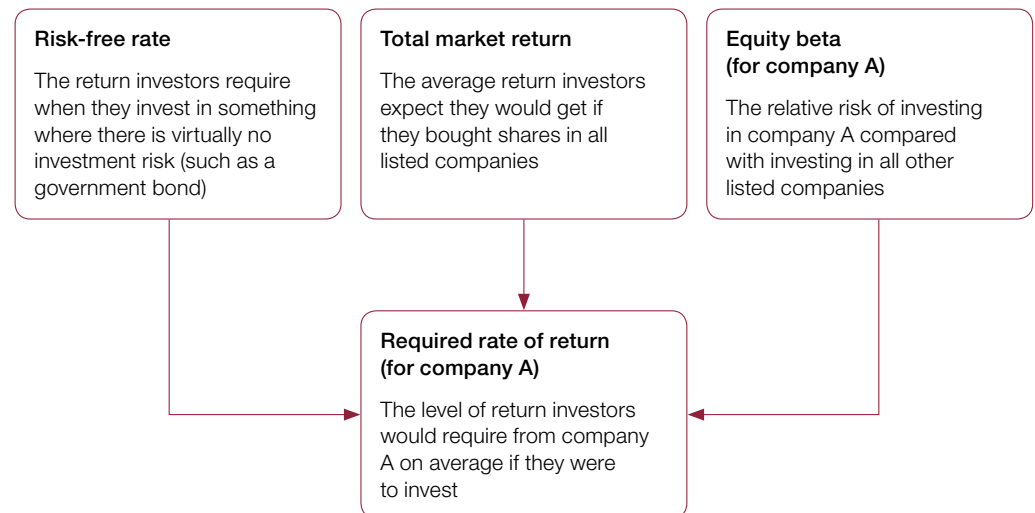 Risk-free rate
The return investors require
when they invest in something
where there is virtually no
investment risk (such as a
government bond)
Total market return
The average return investors
expect they would get if
they bought shares in all
listed companies
Equity beta
(for company A)
The relative risk of investing
in company A compared
with investing in all other
listed companies
Required rate of return
(for company A)
The level of return investors
would require from company
A on average if they were
to invest